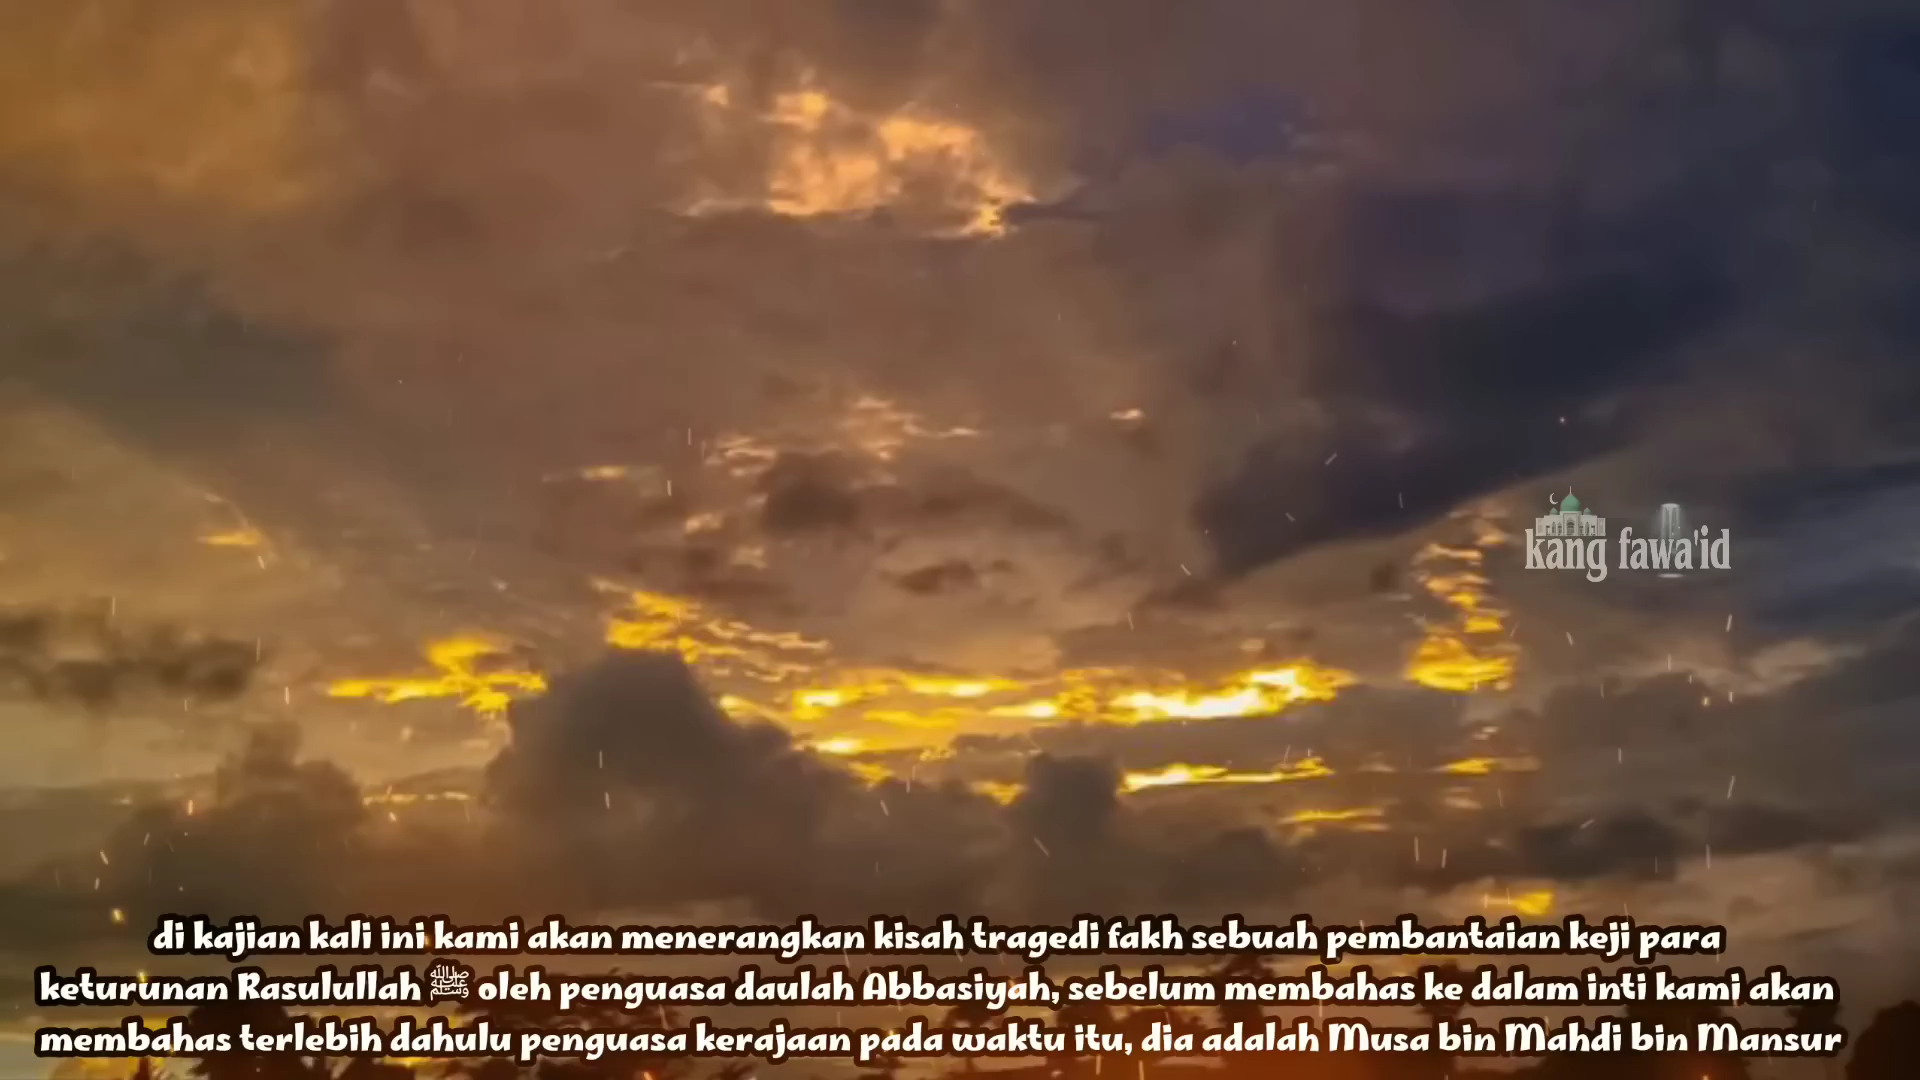 kang fawa'id
di kajian kali ini kami akan menerangkan kisah tragedi fakh sebuah pembantaian keji para
keturunan Rasulullah ﷺ oleh penguasa daulah Abbasiyah, sebelum membahas ke dalam inti kami akan
membahas terlebih dahulu penguasa kerajaan pada waktu itu, dia adalah Musa bin Mahdi bin Mansur